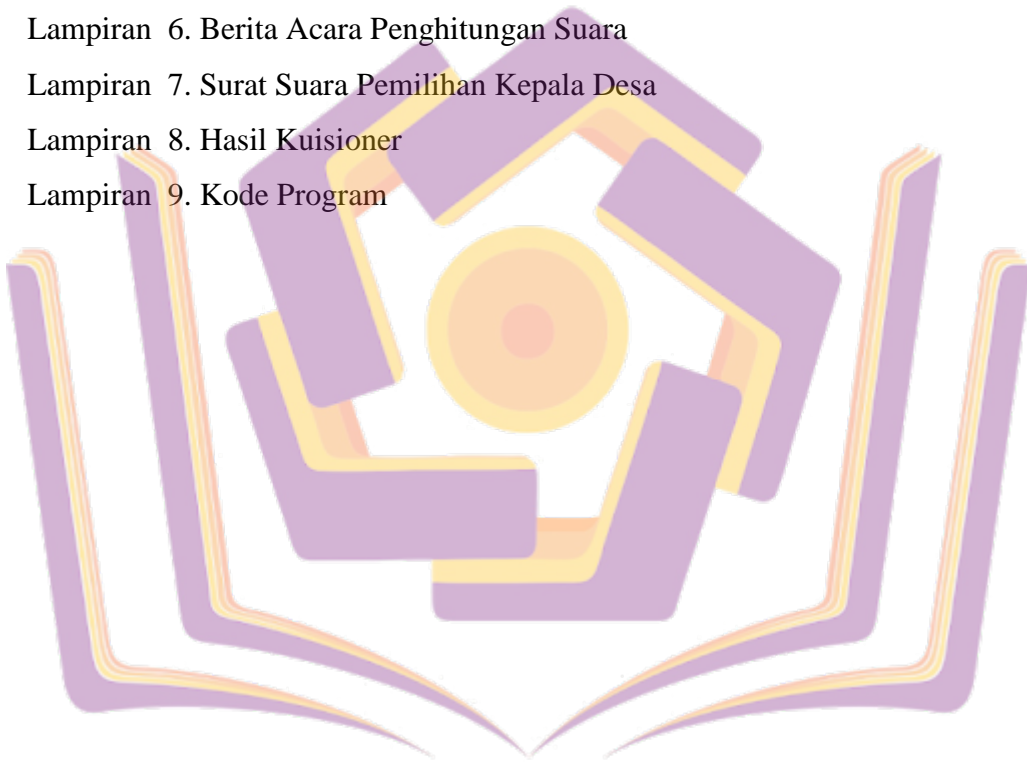 Lampiran  6. Berita Acara Penghitungan Suara
Lampiran  7. Surat Suara Pemilihan Kepala Desa
Lampiran  8. Hasil Kuisioner
Lampiran  9. Kode Program